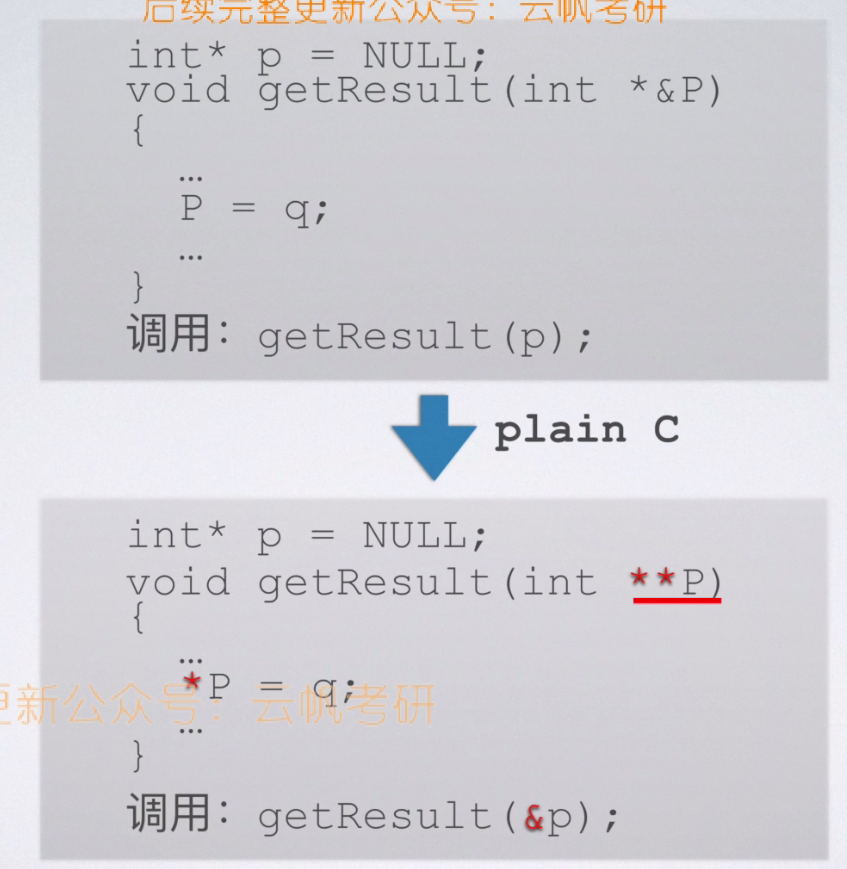 后续完整更新公众号：云帆考研
int* p = NULL;
void getResult(int *&P)
{
…
P = q;
…
}
调用：getResult(p);
plain C
int* p = NULL;
void getResult(int **P)
{
…
*P = q;
更新公众号：云帆考研
…
}
调用：getResult(&p);